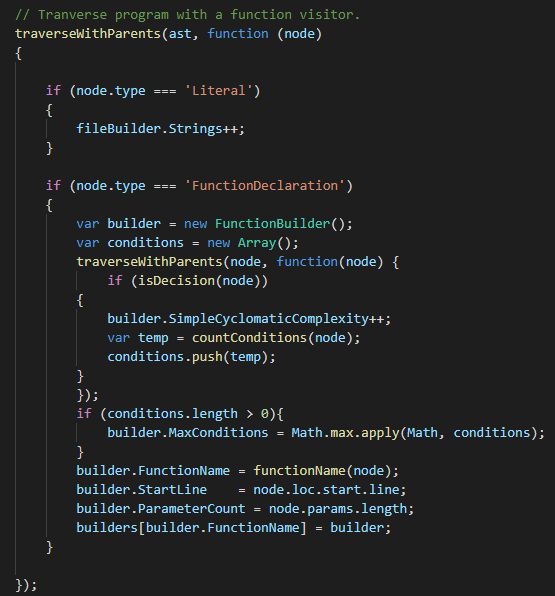 // Tranverse program with a function visitor.
traverseWithParents(ast, function (node)
{
if (node.type === 'Literal')
{
fileBuilder.Strings++;
}
if (node.type === 'FunctionDeclaration')
{
var builder = new FunctionBuilder();
var conditions = new Array();
traverseWithParents(node, function(node) {
if (isDecision(node))
{
builder.SimpleCyclomaticComplexity++;
var temp = countConditions(node);
conditions.push(temp);
}
});
if (conditions.length > 0){
builder.MaxConditions = Math.max.apply(Math, conditions);
}
builder.FunctionName = functionName(node);
builder.StartLine    = node.loc.start.line;
builder.ParameterCount = node.params.length;
builders[builder.FunctionName] = builder;
}
});